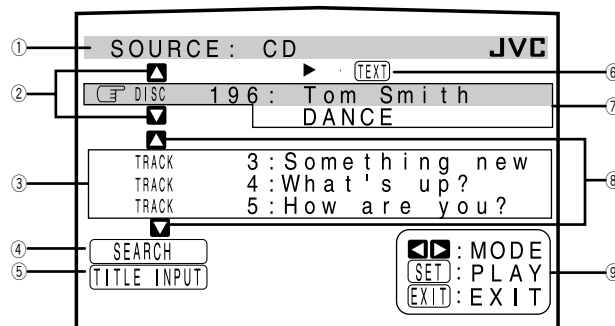 ① SOURCE: CD JVC
② ▲ ► · TEXT ⑥
DISC 196: Tom Smith ⑦
▼ DANCE
▲
③ TRACK 3:Something new ⑧
TRACK 4:What's up?
TRACK 5:How are you?
▼
④ SEARCH ◄►:MODE
⑤ TITLE INPUT SET:PLAY ⑨
EXIT:EXIT